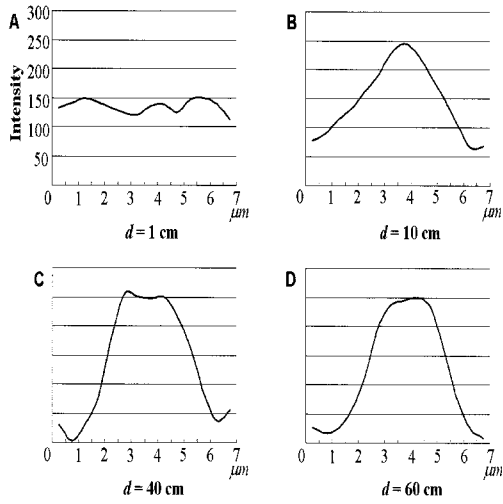 A
Intensity
300
250
200
150
100
50
0 1 2 3 4 5 6 7
μm
d = 1 cm
B
0 1 2 3 4 5 6 7
μm
d = 10 cm
C
0 1 2 3 4 5 6 7
μm
d = 40 cm
D
0 1 2 3 4 5 6 7
μm
d = 60 cm